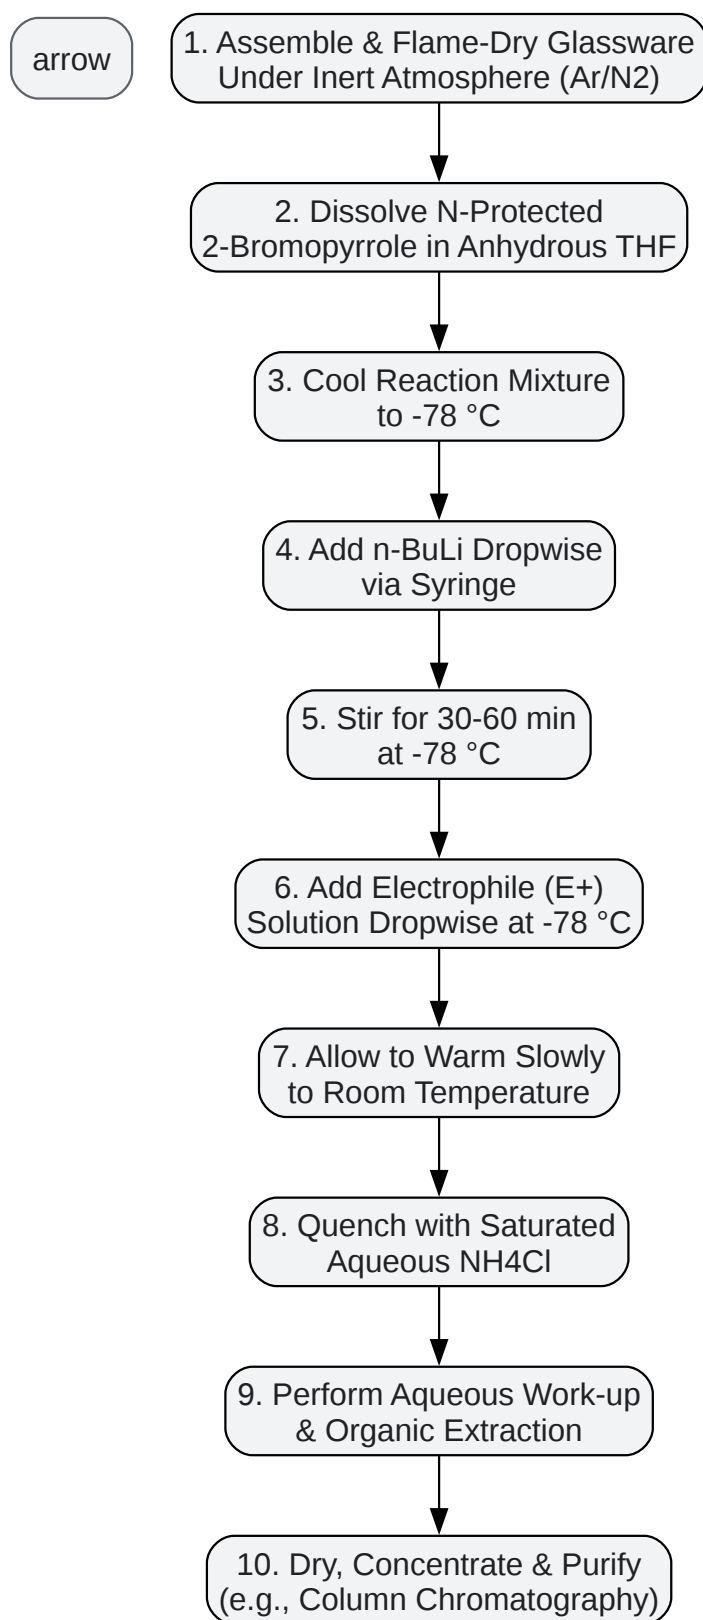 arrow
1. Assemble & Flame-Dry Glassware
Under Inert Atmosphere (Ar/N2)
2. Dissolve N-Protected
2-Bromopyrrole in Anhydrous THF
3. Cool Reaction Mixture
to -78 °C
4. Add n-BuLi Dropwise
via Syringe
5. Stir for 30-60 min
at -78 °C
6. Add Electrophile (E+)
Solution Dropwise at -78 °C
7. Allow to Warm Slowly
to Room Temperature
8. Quench with Saturated
Aqueous NH4Cl
9. Perform Aqueous Work-up
& Organic Extraction
10. Dry, Concentrate & Purify
(e.g., Column Chromatography)